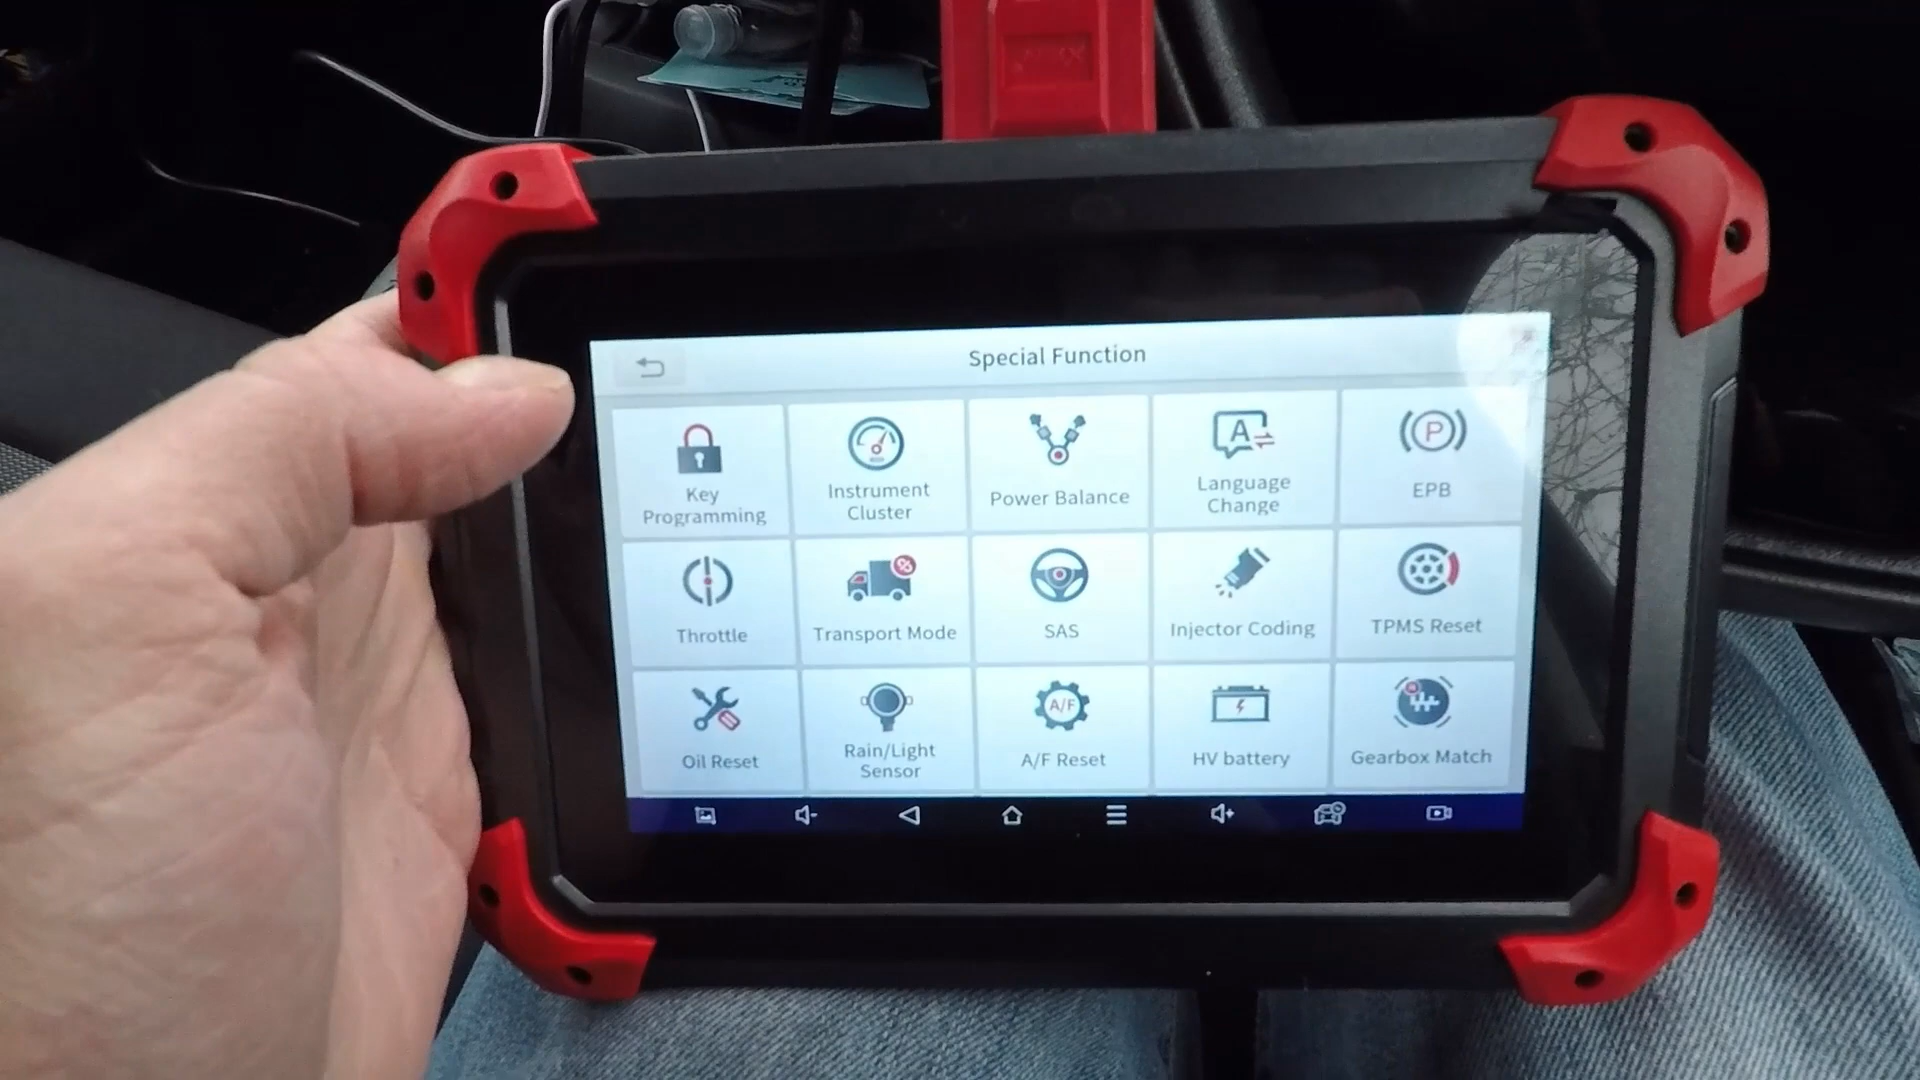 Special Function
Key
Programming
Instrument
Cluster
Power Balance
A
Language
Change
P
EPB
Throttle
Transport Mode
SAS
Injector Coding
TPMS Reset
Oil Reset
Rain/Light
Sensor
A/F
A/F Reset
HV battery
Gearbox Match